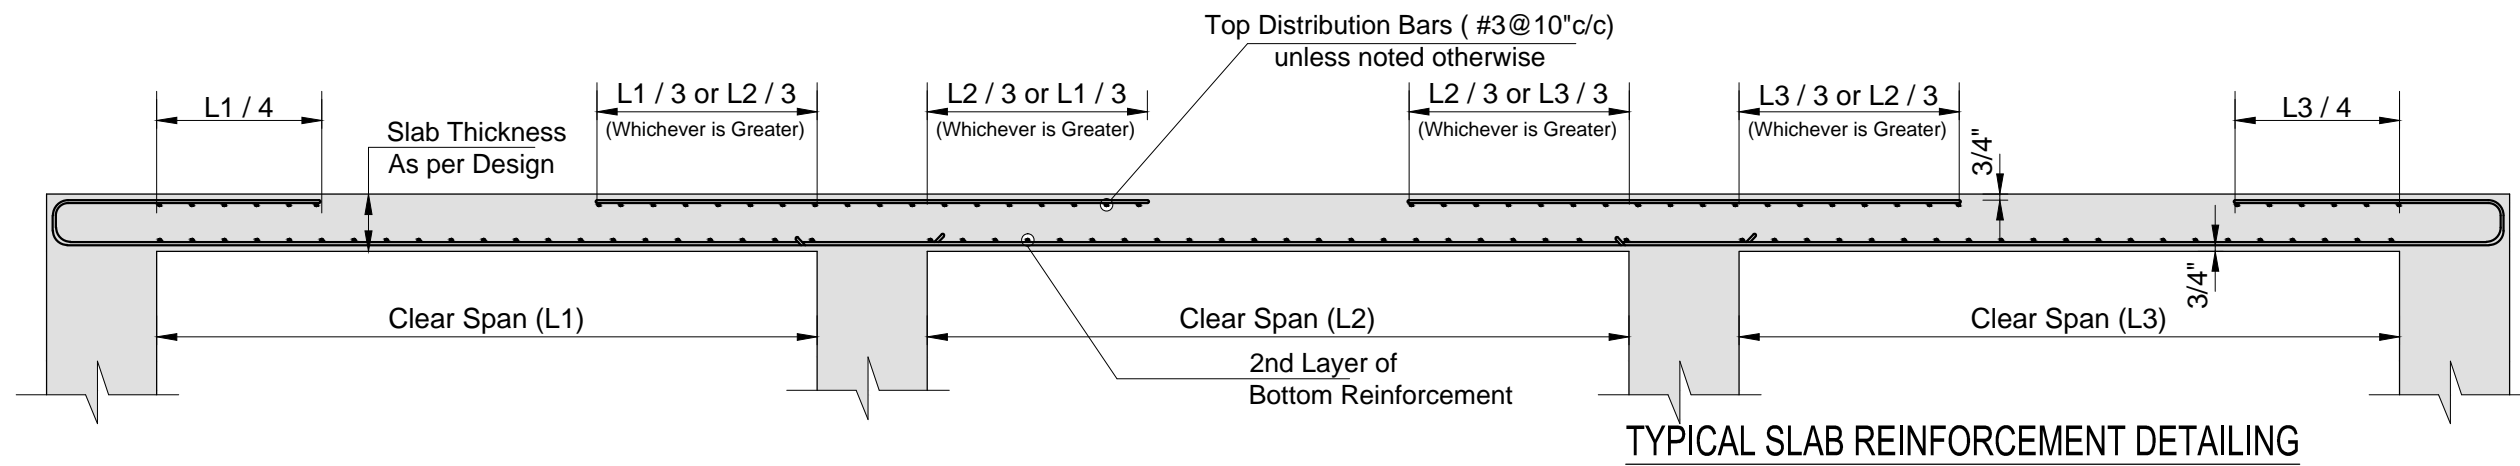 Top Distribution Bars ( #3@10"c/c)
unless noted otherwise
L1 / 4
L1 / 3 or L2 / 3
(Whichever is Greater)
L2 / 3 or L1 / 3
(Whichever is Greater)
L2 / 3 or L3 / 3
(Whichever is Greater)
L3 / 3 or L2 / 3
(Whichever is Greater)
L3 / 4
Slab Thickness
As per Design
3/4"
3/4"
Clear Span (L1)
Clear Span (L2)
Clear Span (L3)
2nd Layer of
Bottom Reinforcement
TYPICAL SLAB REINFORCEMENT DETAILING